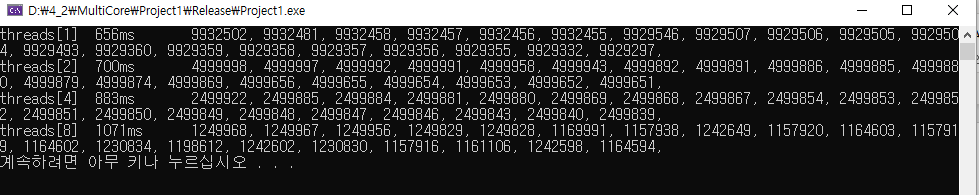 D:₩4_2₩MultiCore₩Project1₩Release₩Project1.exe
threads[1] 656ms 9932502, 9932481, 9932458, 9932457, 9932456, 9932455, 9929546, 9929507, 9929506, 9929505, 992950
4, 9929493, 9929360, 9929359, 9929358, 9929357, 9929356, 9929355, 9929332, 9929297,
threads[2] 700ms 4999998, 4999997, 4999992, 4999991, 4999958, 4999943, 4999892, 4999891, 4999886, 4999885, 499988
0, 4999879, 4999874, 4999869, 4999656, 4999655, 4999654, 4999653, 4999652, 4999651,
threads[4] 883ms 2499922, 2499885, 2499884, 2499881, 2499880, 2499869, 2499868, 2499867, 2499854, 2499853, 249985
2, 2499851, 2499850, 2499849, 2499848, 2499847, 2499846, 2499843, 2499840, 2499839,
threads[8] 1071ms 1249968, 1249967, 1249956, 1249829, 1249828, 1169991, 1157938, 1242649, 1157920, 1164603, 115791
9, 1164602, 1230834, 1198612, 1242602, 1230830, 1157916, 1161106, 1242598, 1164594,
계속하려면 아무 키나 누르십시오 . . .